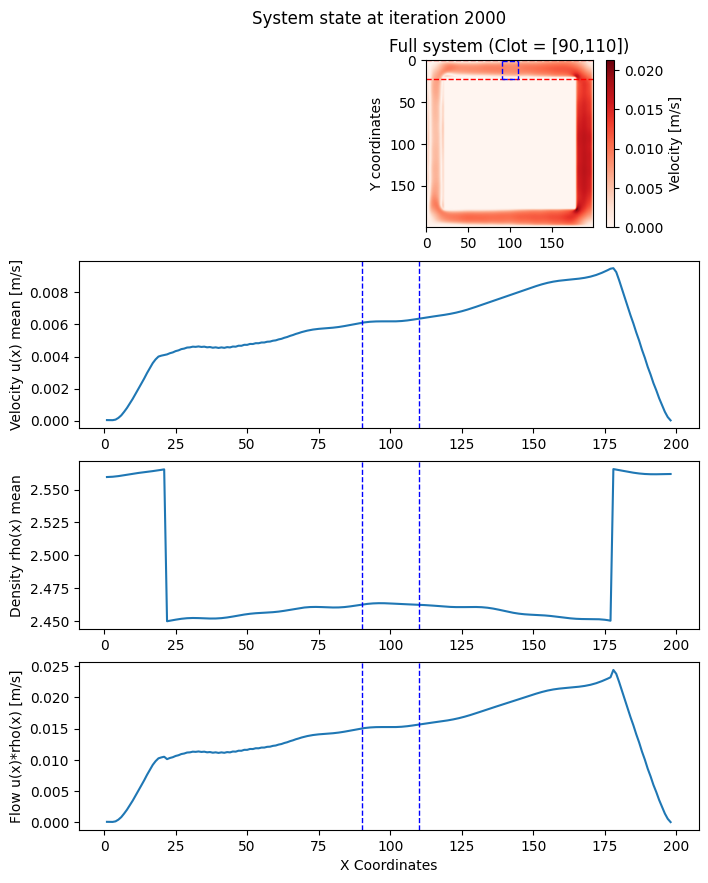 System state at iteration 2000
Full system (Clot = [90,110])
0
50
100
150
Y coordinates
0 50 100 150
0.020
0.015
0.010
0.005
0.000
Velocity [m/s]
Velocity u(x) mean [m/s]
0.008
0.006
0.004
0.002
0.000
0 25 50 75 100 125 150 175 200
Density rho(x) mean
2.550
2.525
2.500
2.475
2.450
0 25 50 75 100 125 150 175 200
Flow u(x)*rho(x) [m/s]
0.025
0.020
0.015
0.010
0.005
0.000
0 25 50 75 100 125 150 175 200
X Coordinates